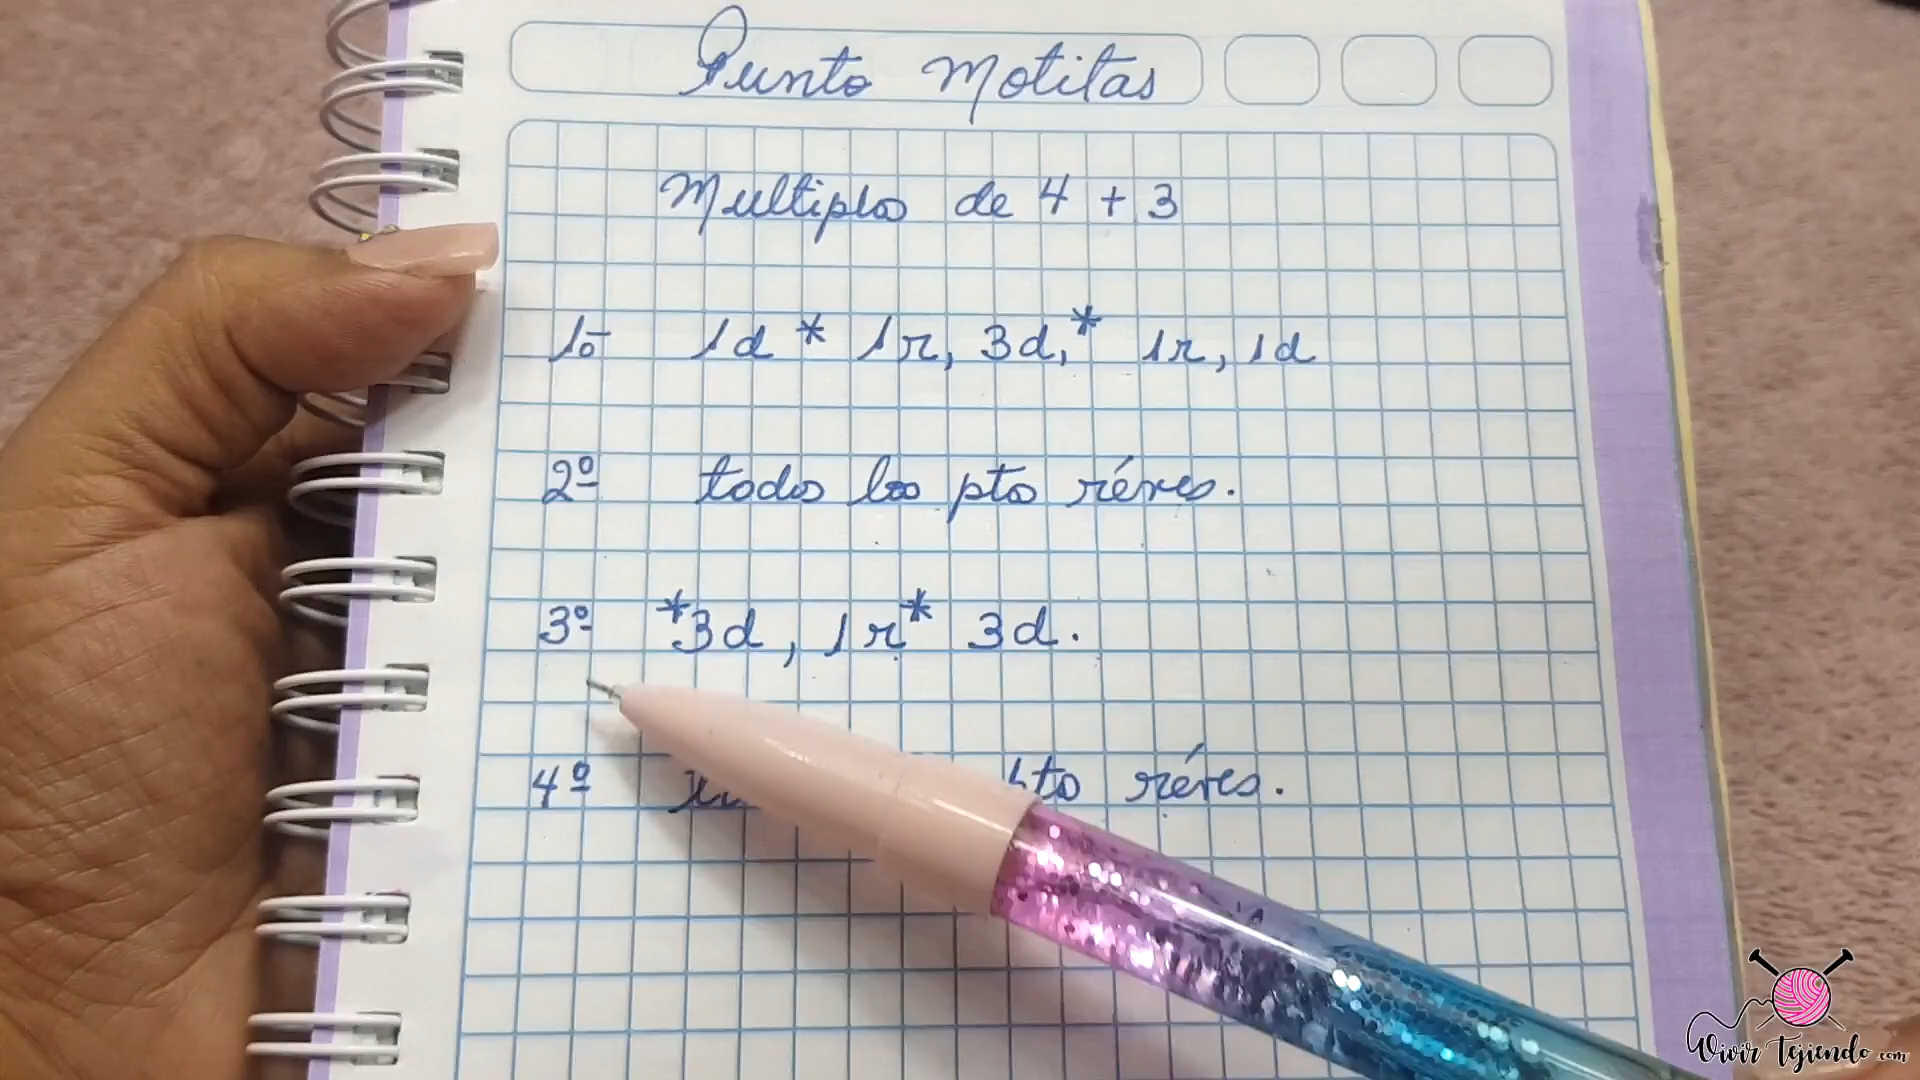 Punto Motitas
Multiplos de 4 + 3
1º 1d * 1r, 3d,* 1r, 1d
2º todos los pto réves.
3º *3d, 1r* 3d.
4º pto réves.
Vivir Tejiendo.com